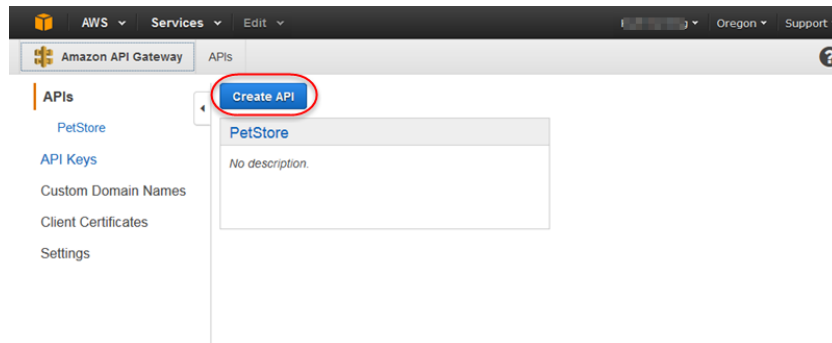 AWS Services Edit Oregon Support
Amazon API Gateway APIs
APIs
PetStore
API Keys
Custom Domain Names
Client Certificates
Settings
Create API
PetStore
No description.